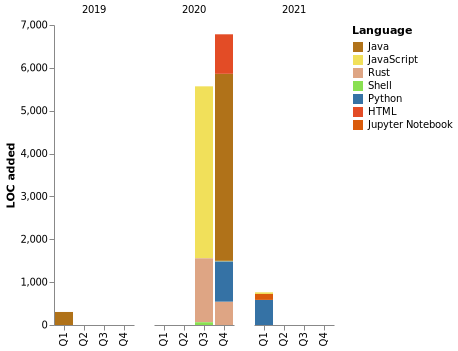 2019 2020 2021
Language
Java
JavaScript
Rust
Shell
Python
HTML
Jupyter Notebook
LOC added
7,000
6,000
5,000
4,000
3,000
2,000
1,000
0
Q1 Q2 Q3 Q4 Q1 Q2 Q3 Q4 Q1 Q2 Q3 Q4